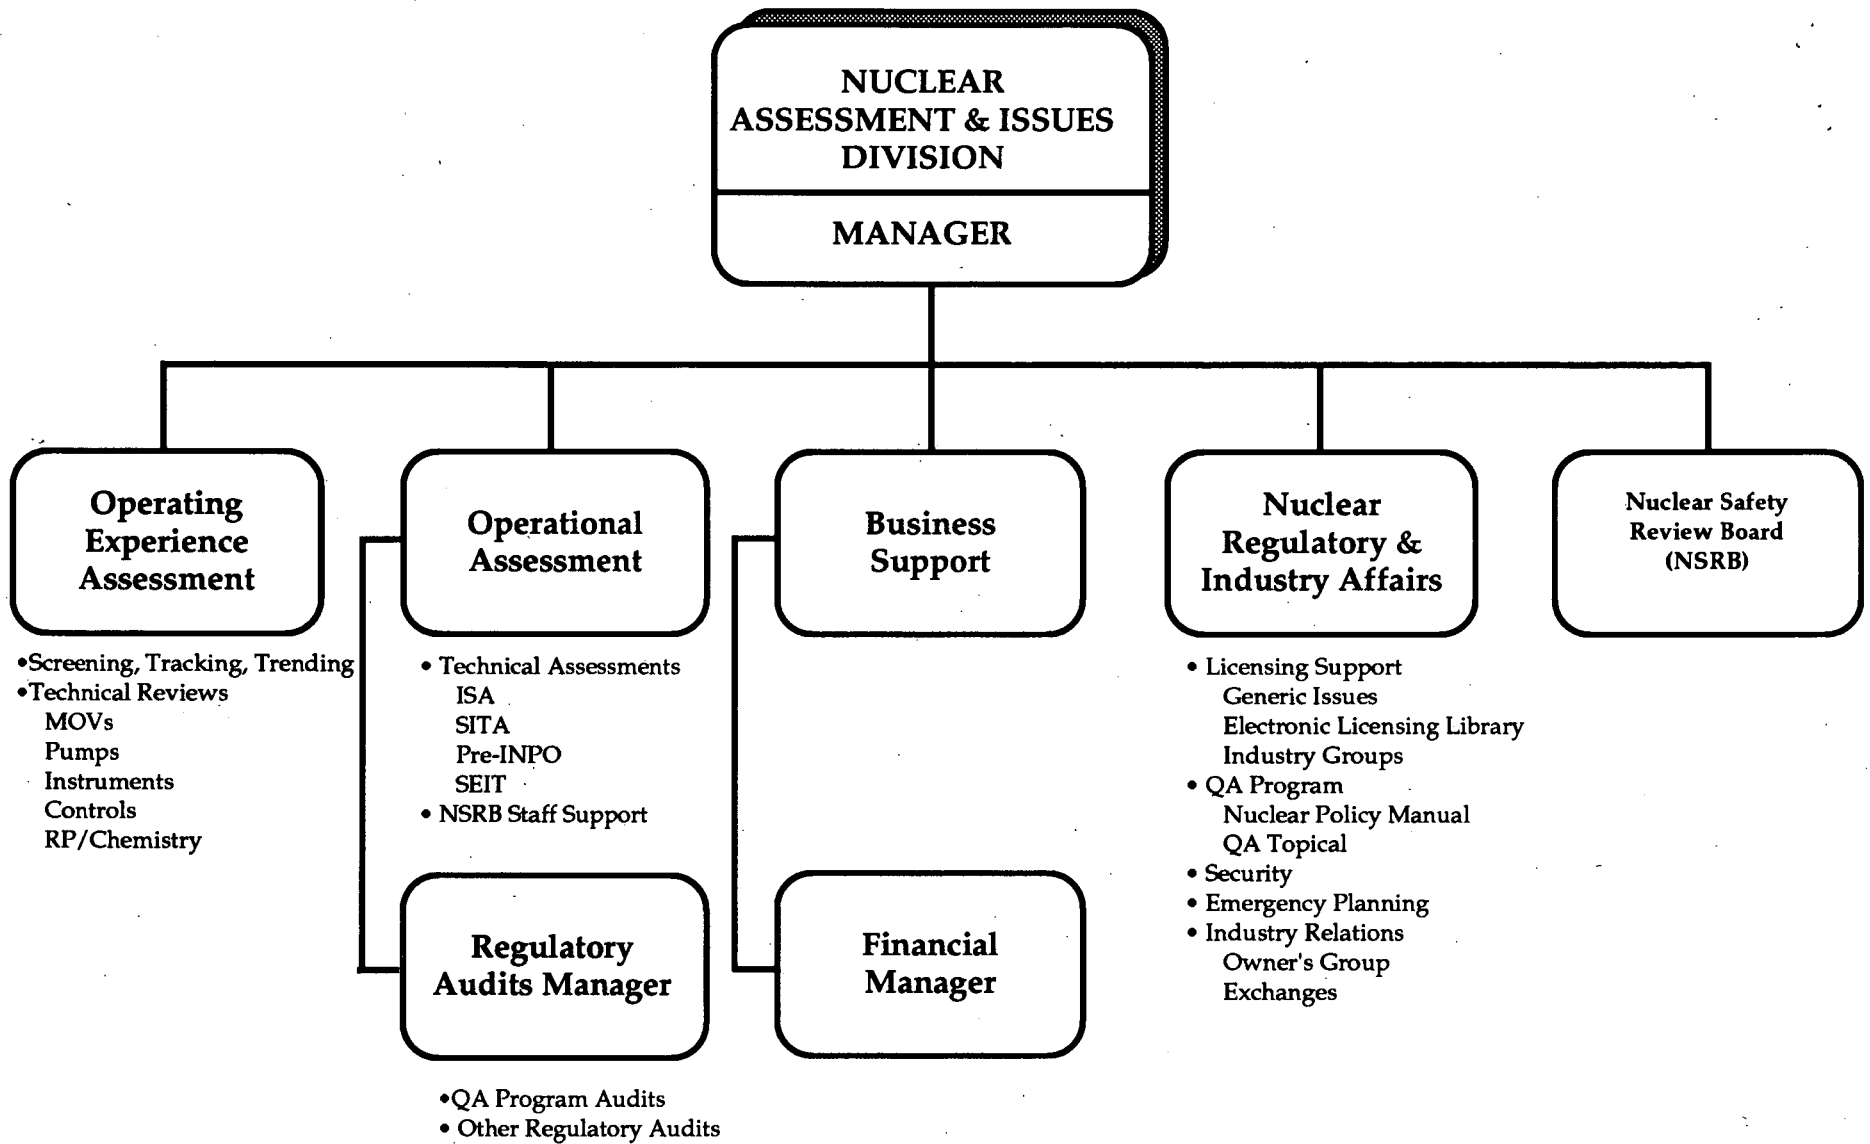 NUCLEAR
ASSESSMENT & ISSUES
DIVISION
MANAGER
Operating
Experience
Assessment
•Screening, Tracking, Trending
•Technical Reviews
MOVs
Pumps
Instruments
Controls
RP/Chemistry
Operational
Assessment
• Technical Assessments
ISA
SITA
Pre-INPO
SEIT
• NSRB Staff Support
Regulatory
Audits Manager
•QA Program Audits
• Other Regulatory Audits
Business
Support
Financial
Manager
Nuclear
Regulatory &
Industry Affairs
• Licensing Support
Generic Issues
Electronic Licensing Library
Industry Groups
• QA Program
Nuclear Policy Manual
QA Topical
• Security
• Emergency Planning
• Industry Relations
Owner's Group
Exchanges
Nuclear Safety
Review Board
(NSRB)